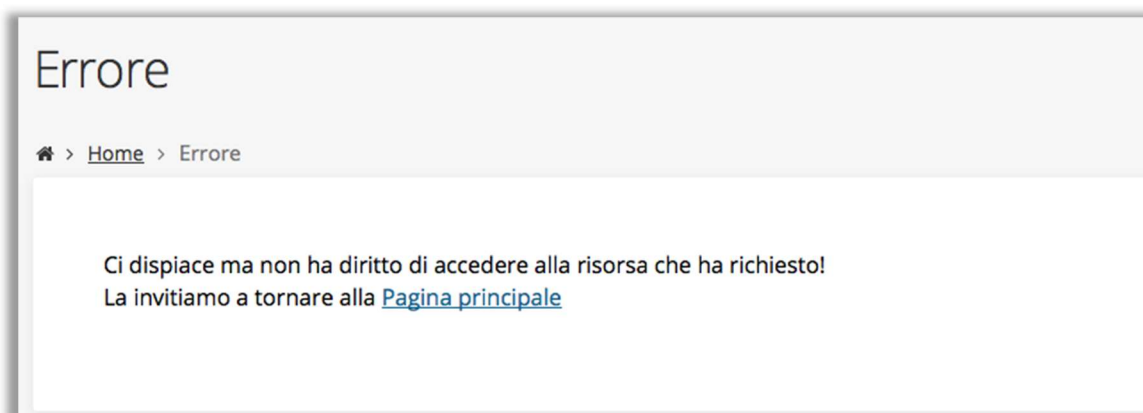 Errore
> Home > Errore
Ci dispiace ma non ha diritto di accedere alla risorsa che ha richiesto!
La invitiamo a tornare alla Pagina principale